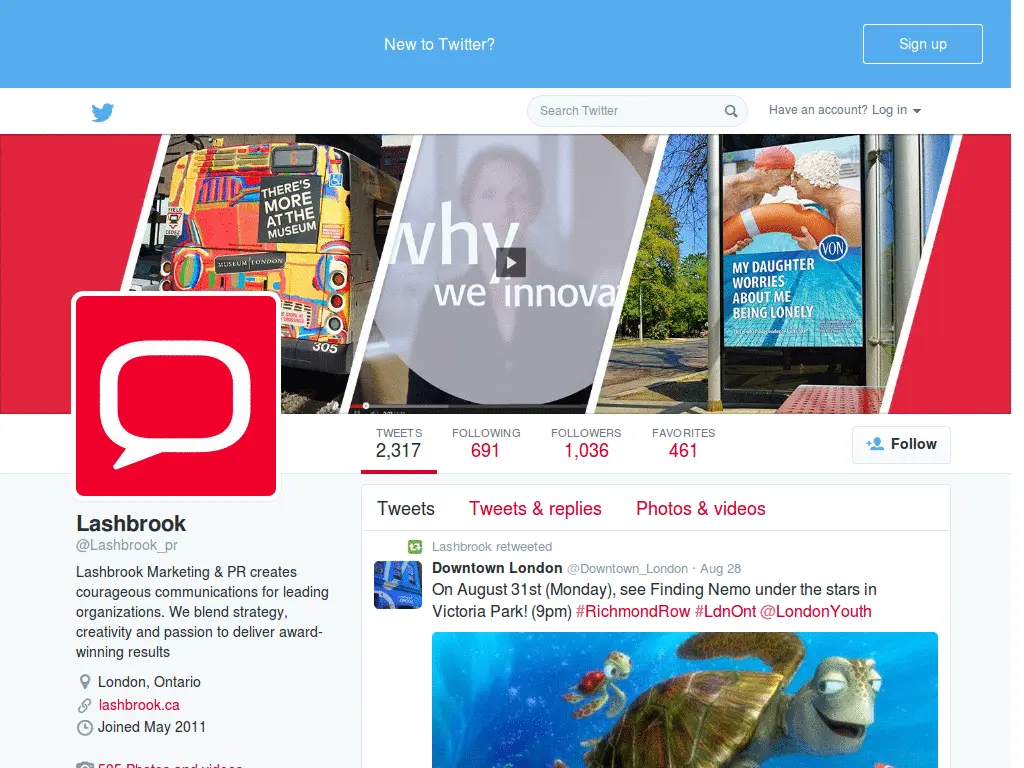 New to Twitter?
Sign up
Search Twitter
Have an account? Log in
6
THERE'S
MORE
AT THE
MUSEUM
YIELD
MUSEUM LONDON
305
why
we innova
VON
MY DAUGHTER
WORRIES
ABOUT ME
BEING LONELY
TWEETS
2,317
FOLLOWING
691
FOLLOWERS
1,036
FAVORITES
461
Follow
Lashbrook
@Lashbrook_pr
Lashbrook Marketing & PR creates
courageous communications for leading
organizations. We blend strategy,
creativity and passion to deliver award-
winning results
London, Ontario
lashbrook.ca
Joined May 2011
505 Photos and videos
Tweets
Tweets & replies
Photos & videos
Lashbrook retweeted
Downtown London @Downtown_London · Aug 28
On August 31st (Monday), see Finding Nemo under the stars in
Victoria Park! (9pm) #RichmondRow #LdnOnt @LondonYouth